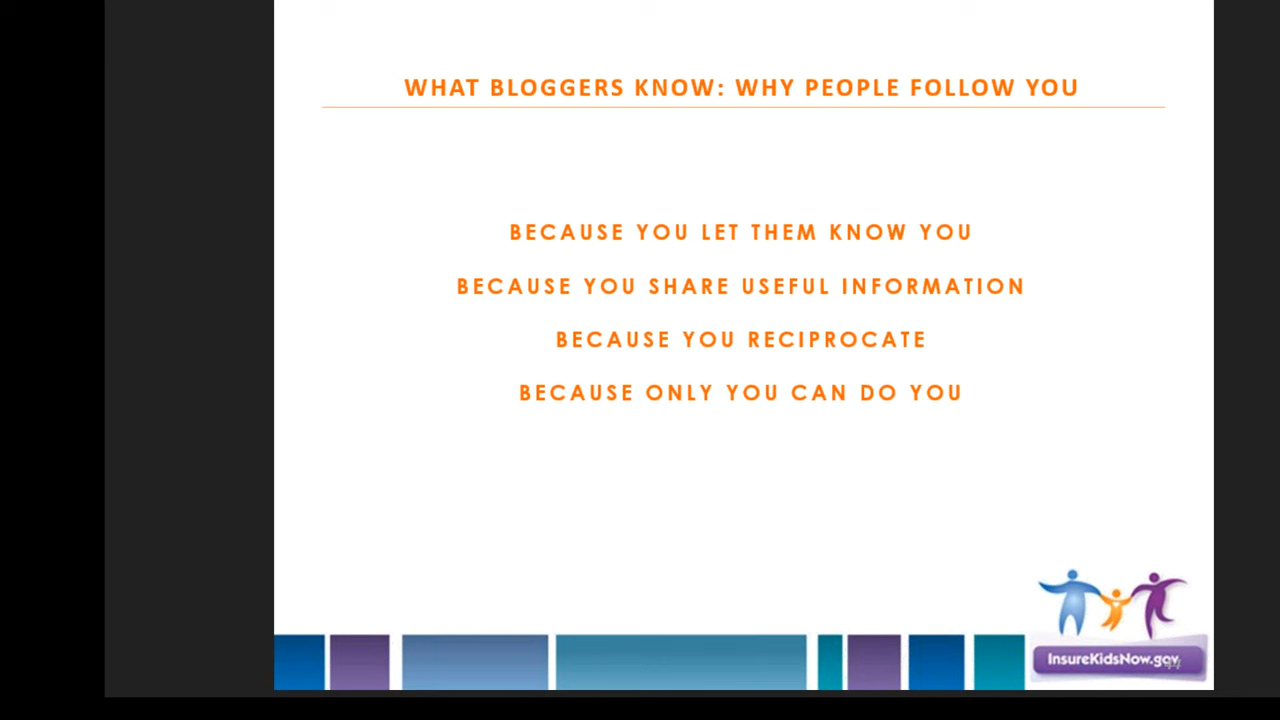 WHAT BLOGGERS KNOW: WHY PEOPLE FOLLOW YOU
BECAUSE YOU LET THEM KNOW YOU
BECAUSE YOU SHARE USEFUL INFORMATION
BECAUSE YOU RECIPROCATE
BECAUSE ONLY YOU CAN DO YOU
InsureKidsNow.gov